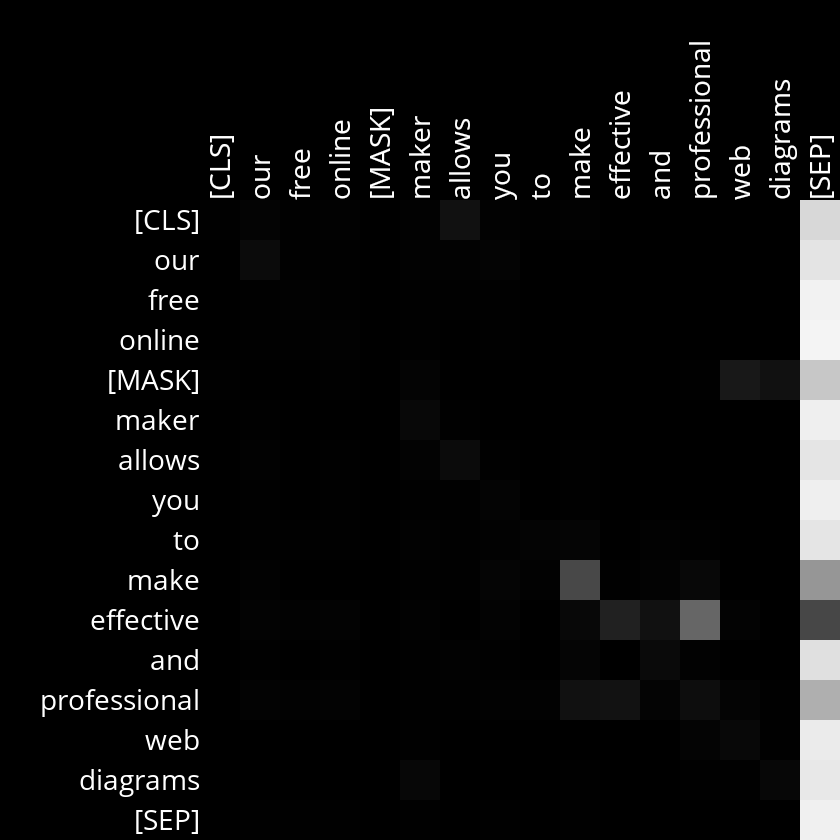 [CLS] our free online [MASK] maker allows you to make effective and professional web diagrams [SEP]
[CLS]
our
free
online
[MASK]
maker
allows
you
to
make
effective
and
professional
web
diagrams
[SEP]